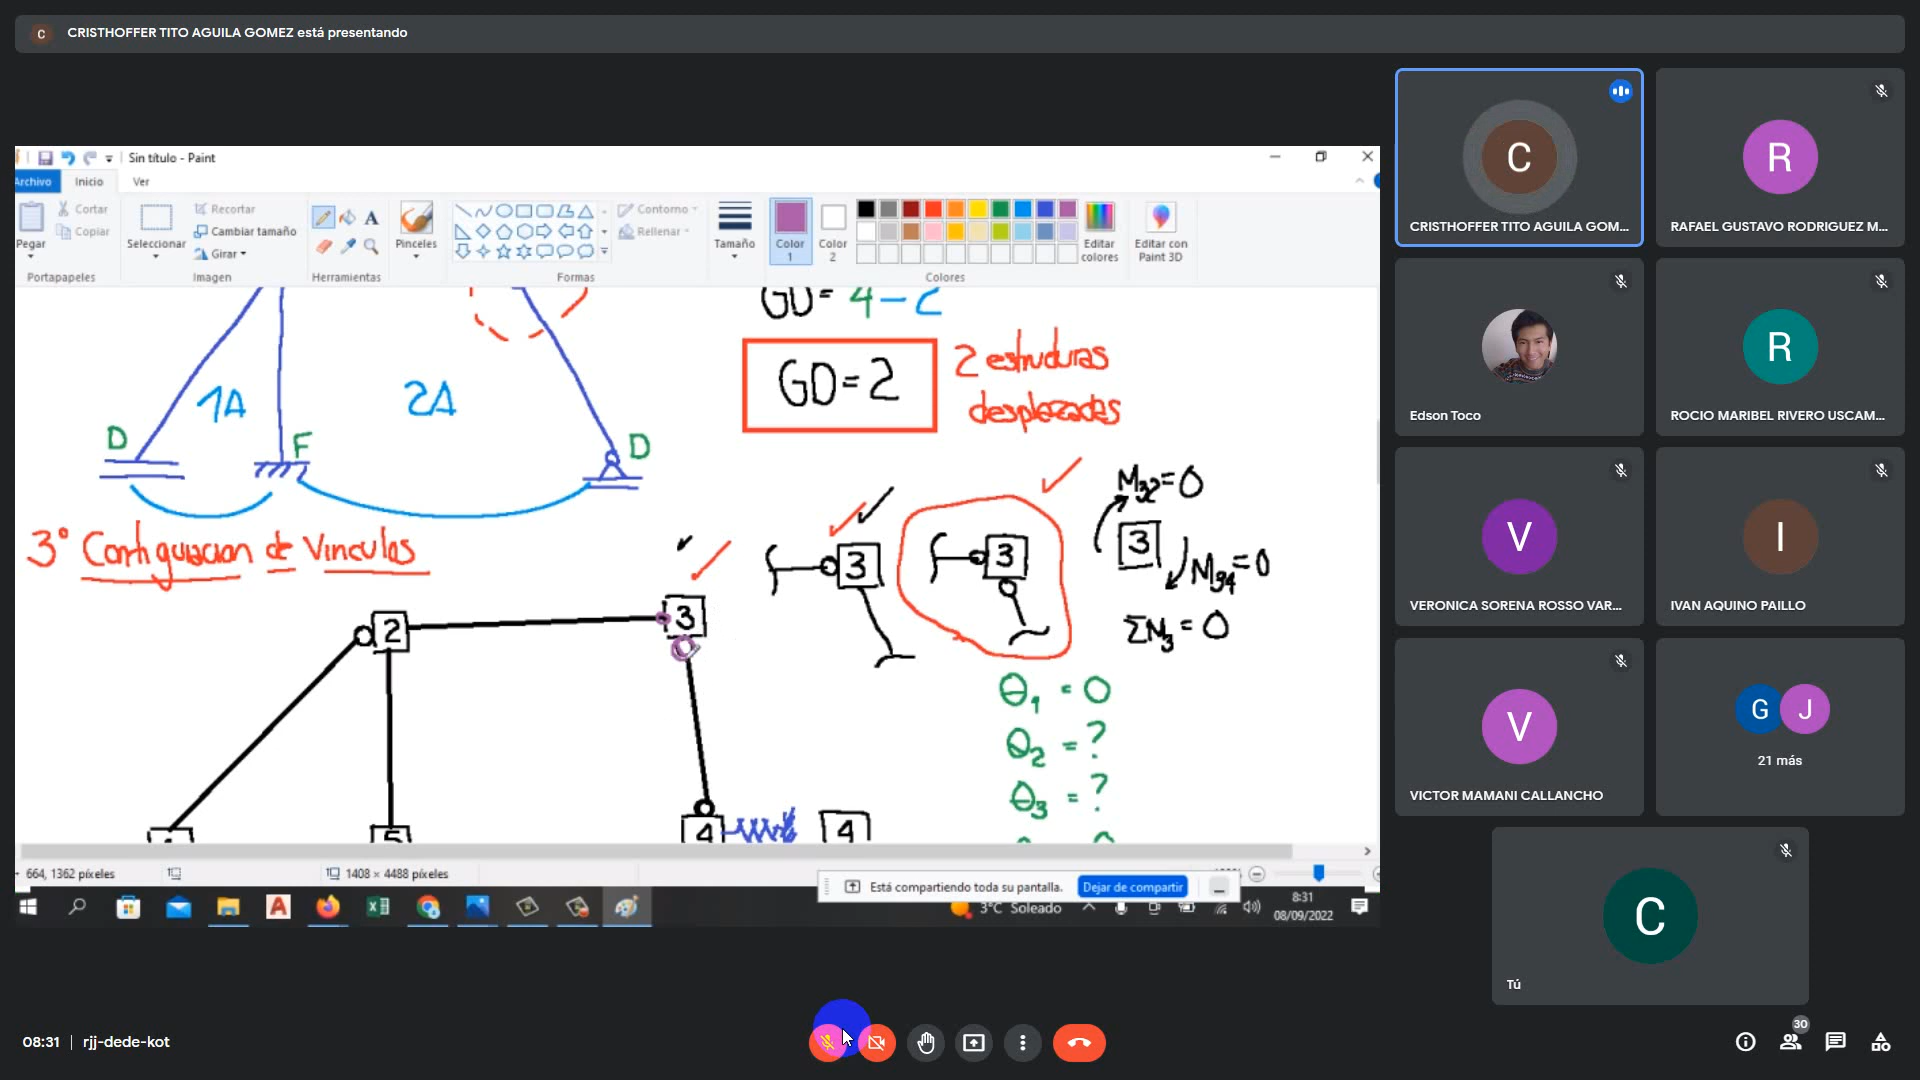 C CRISTHOFFER TITO AGUILA GOMEZ está presentando
Sin título - Paint
Archivo Inicio Ver
Pegar
Cortar
Copiar
Portapapeles
Seleccionar
Recortar
Cambiar tamaño
Girar
Imagen
A
Herramientas
Pinceles
Formas
Contorno
Rellenar
Tamaño
Color 1
Color 2
Colores
Editar colores
Editar con Paint 3D
GD = 4 - 2
GD = 2
2 estructuras
desplazadas
1A
2A
D
F
D
3° Configuracion de Vinculos
2
3
3
3
M32 = 0
3
M34 = 0
ΣM3 = 0
θ1 = 0
θ2 = ?
θ3 = ?
5
4
4
664, 1362 píxeles
1408 × 4488 píxeles
Está compartiendo toda su pantalla.
Dejar de compartir
3°C Soleado
8:31
08/09/2022
C
CRISTHOFFER TITO AGUILA GOM...
R
RAFAEL GUSTAVO RODRIGUEZ M...
Edson Toco
R
ROCIO MARIBEL RIVERO USCAM...
V
VERONICA SORENA ROSSO VAR...
I
IVAN AQUINO PAILLO
V
VICTOR MAMANI CALLANCHO
G J
21 más
C
Tú
08:31 | rjj-dede-kot
30